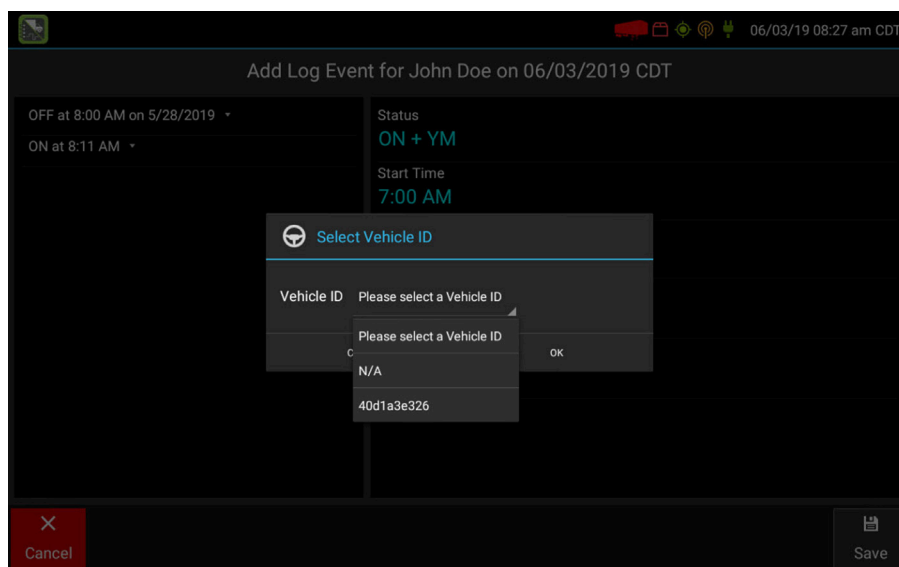 06/03/19 08:27 am CDT
Add Log Event for John Doe on 06/03/2019 CDT
OFF at 8:00 AM on 5/28/2019
ON at 8:11 AM
Status
ON + YM
Start Time
7:00 AM
Select Vehicle ID
Vehicle ID Please select a Vehicle ID
Please select a Vehicle ID
OK
N/A
40d1a3e326
Cancel
Save